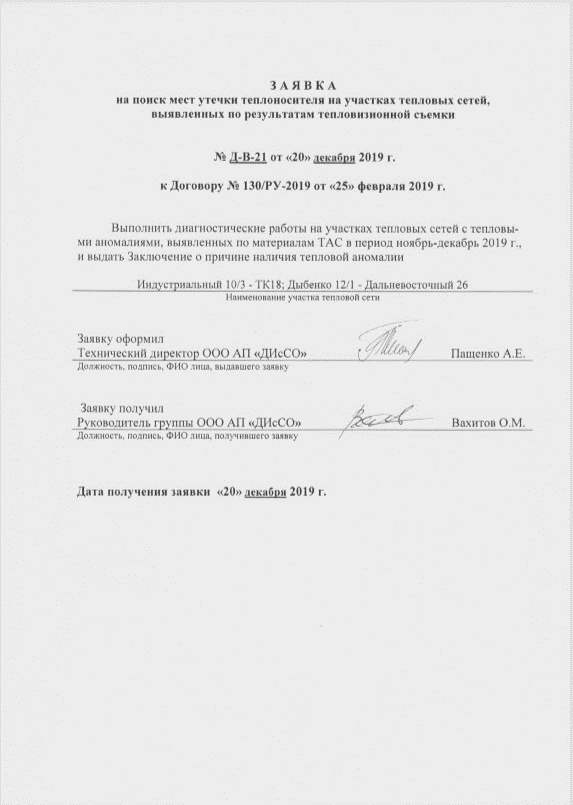 З А Я В К А
на поиск мест утечки теплоносителя на участках тепловых сетей,
выявленных по результатам тепловизионной съемки
№ Д-В-21 от «20» декабря 2019 г.
к Договору № 130/РУ-2019 от «25» февраля 2019 г.
Выполнить диагностические работы на участках тепловых сетей с тепловы-
ми аномалиями, выявленных по материалам ТАС в период ноябрь-декабрь 2019 г.,
и выдать Заключение о причине наличия тепловой аномалии
Индустриальный 10/3 - ТК18; Дыбенко 12/1 - Дальневосточный 26
Наименование участка тепловой сети
Заявку оформил
Технический директор ООО АП «ДИсСО» Пащенко А.Е.
Должность, подпись, ФИО лица, выдавшего заявку
Заявку получил
Руководитель группы ООО АП «ДИсСО» Вахитов О.М.
Должность, подпись, ФИО лица, получившего заявку
Дата получения заявки «20» декабря 2019 г.